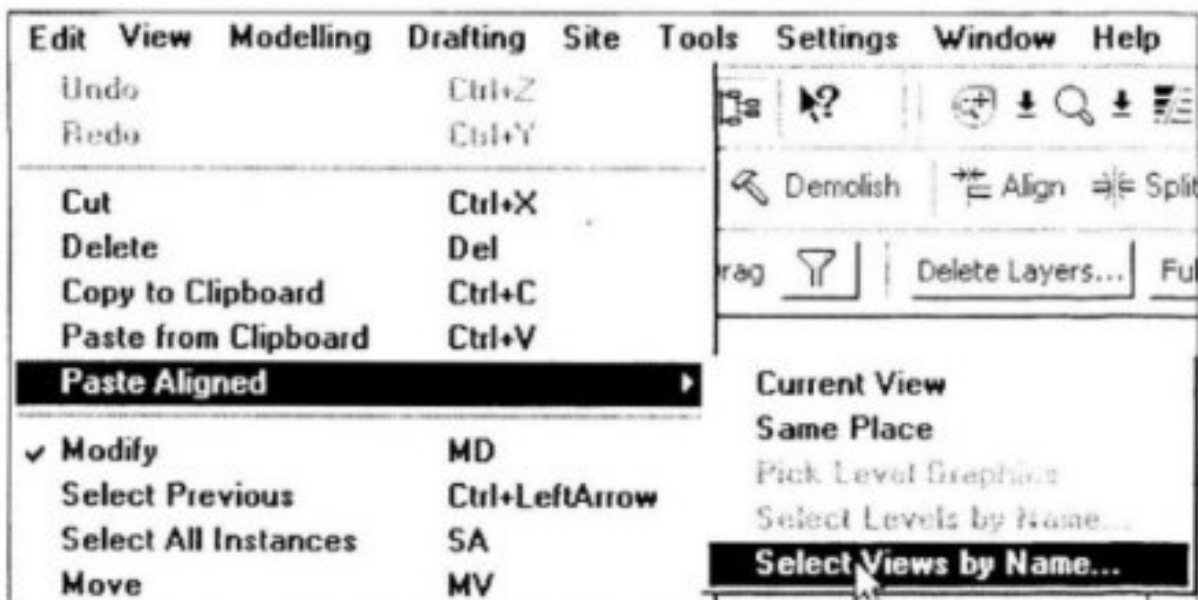 Edit View Modelling Drafting Site Tools Settings Window Help
Undo Ctrl+Z
Redo Ctrl+Y
Cut Ctrl+X
Demolish Align Split
Delete Del
Copy to Clipboard Ctrl+C
rag Delete Layers... Ful
Paste from Clipboard Ctrl+V
Paste Aligned
Current View
Same Place
Modify MD
Pick Level Graphics
Select Previous Ctrl+LeftArrow
Select Levels by Name...
Select All Instances SA
Select Views by Name...
Move MV